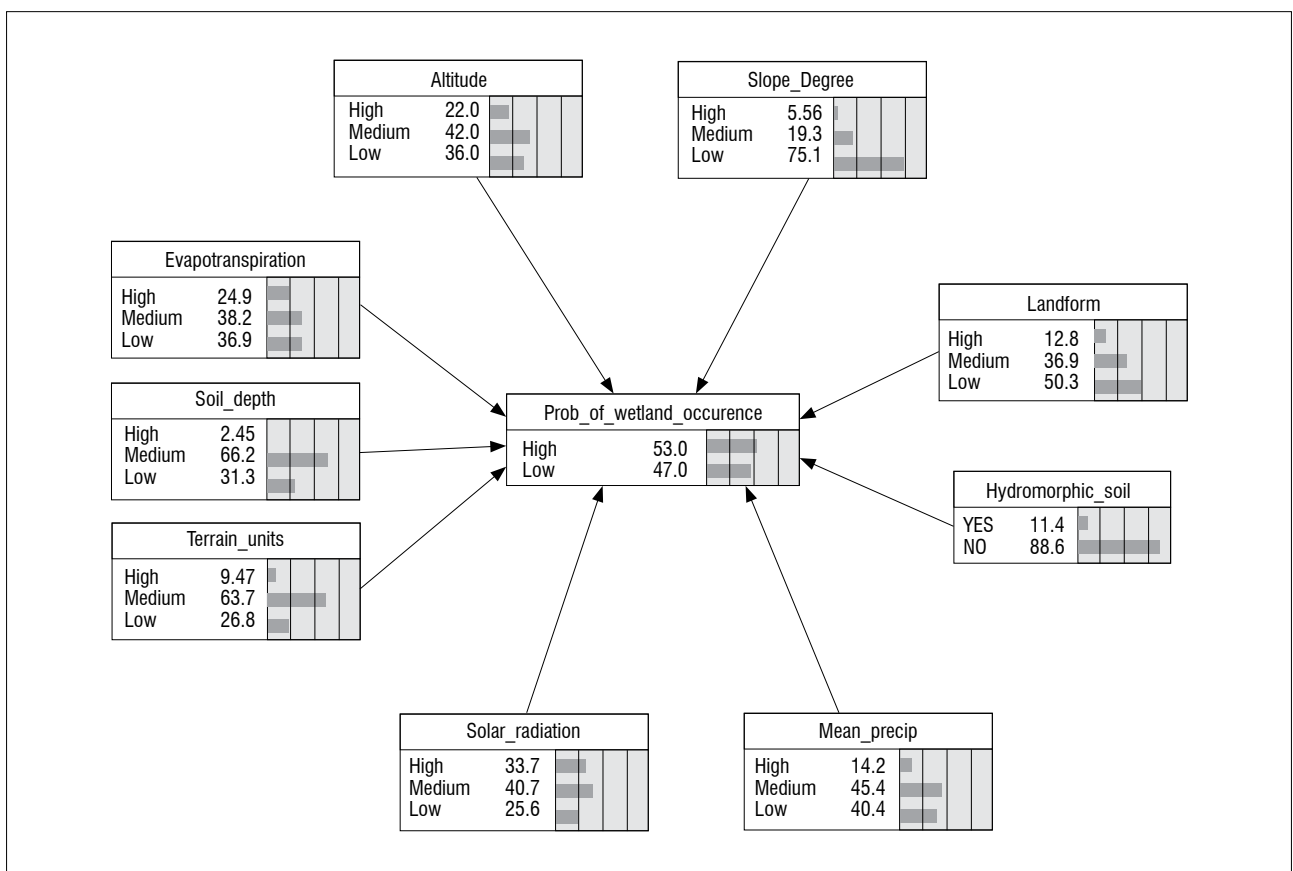 Altitude
High 22.0
Medium 42.0
Low 36.0
Slope_Degree
High 5.56
Medium 19.3
Low 75.1
Evapotranspiration
High 24.9
Medium 38.2
Low 36.9
Landform
High 12.8
Medium 36.9
Low 50.3
Soil_depth
High 2.45
Medium 66.2
Low 31.3
Prob_of_wetland_occurence
High 53.0
Low 47.0
Hydromorphic_soil
YES 11.4
NO 88.6
Terrain_units
High 9.47
Medium 63.7
Low 26.8
Solar_radiation
High 33.7
Medium 40.7
Low 25.6
Mean_precip
High 14.2
Medium 45.4
Low 40.4